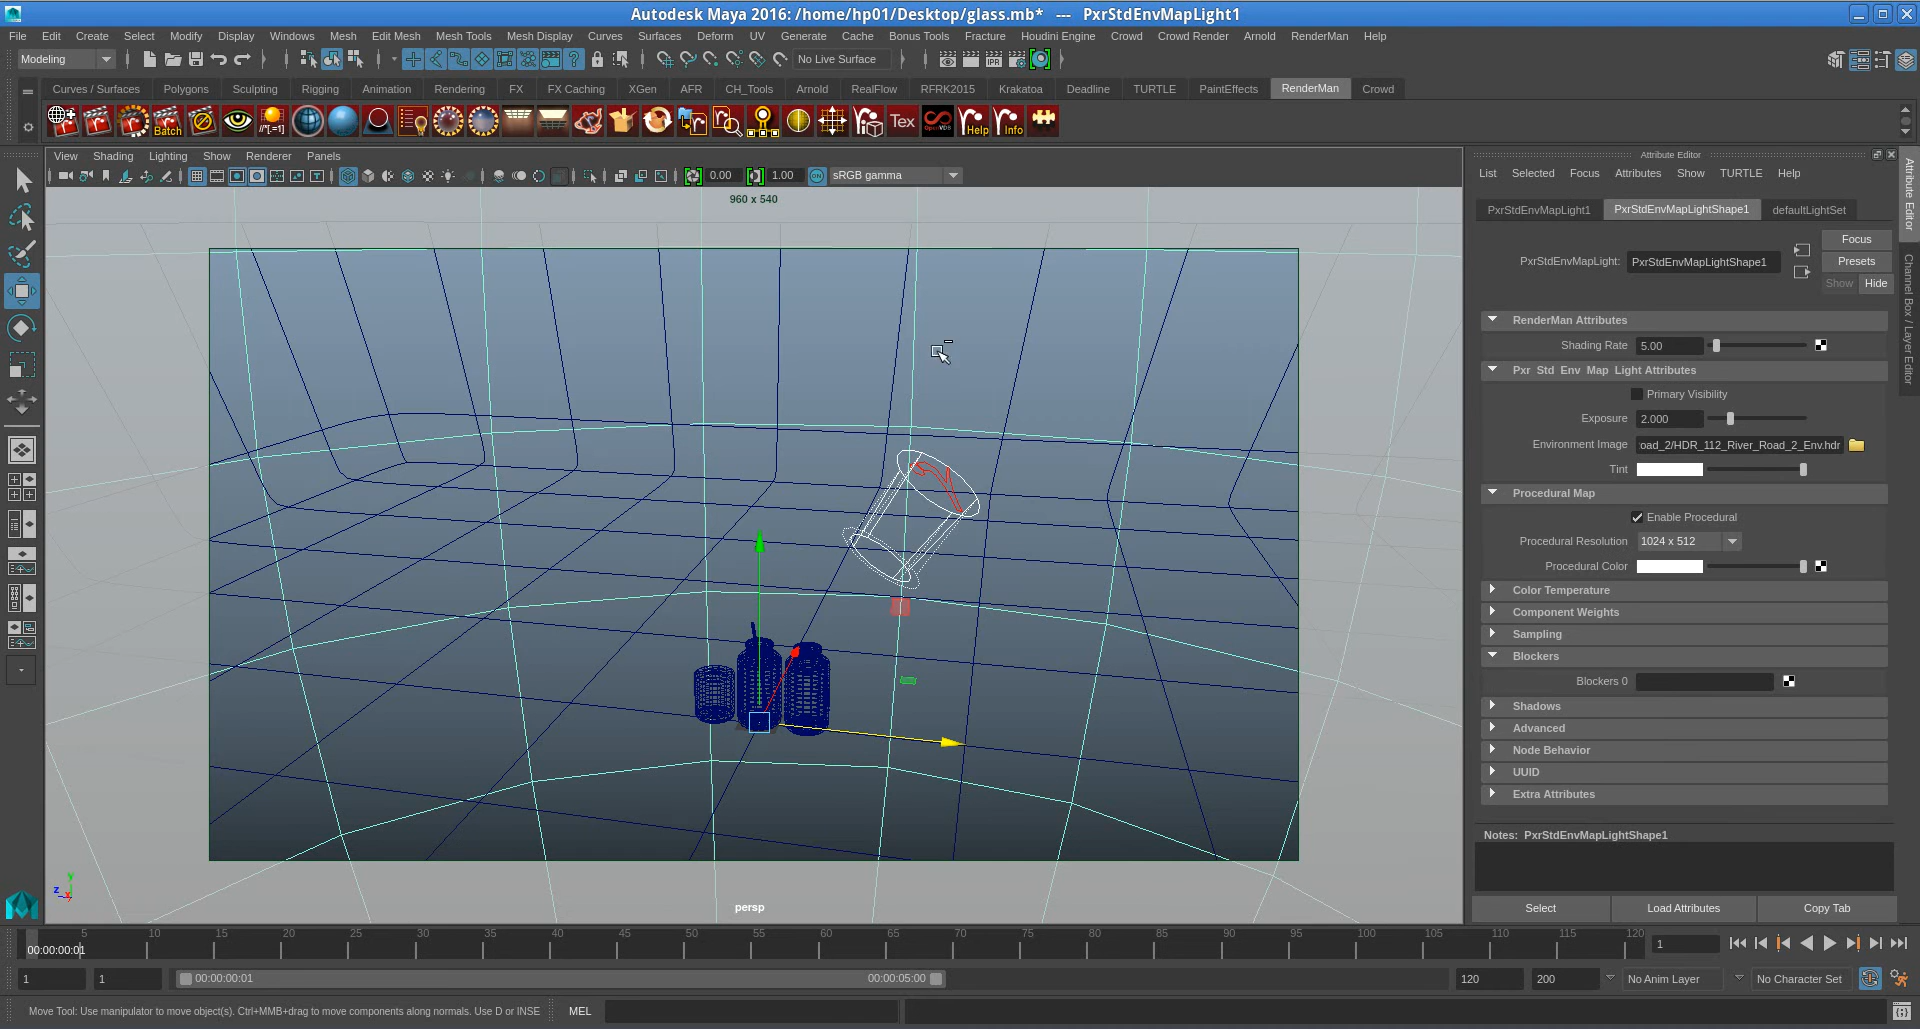 Autodesk Maya 2016: /home/hp01/Desktop/glass.mb*  ---  PxrStdEnvMapLight1
File Edit Create Select Modify Display Windows Mesh Edit Mesh Mesh Tools Mesh Display Curves Surfaces Deform UV Generate Cache Bonus Tools Fracture Houdini Engine Crowd Crowd Render Arnold RenderMan Help
Modeling IPR No Live Surface
Curves / Surfaces Polygons Sculpting Rigging Animation Rendering FX FX Caching XGen AFR CH_Tools Arnold RealFlow RFRK2015 Krakatoa Deadline TURTLE PaintEffects RenderMan Crowd
Batch //*[.=1] Tex OpenVDB Help Info
View Shading Lighting Show Renderer Panels
0.00 1.00 ON sRGB gamma
960 x 540
persp
y
z x
Attribute Editor
List Selected Focus Attributes Show TURTLE Help
PxrStdEnvMapLight1 PxrStdEnvMapLightShape1 defaultLightSet
Focus
PxrStdEnvMapLight: PxrStdEnvMapLightShape1 Presets
Show Hide
RenderMan Attributes
Shading Rate 5.00
Pxr Std Env Map Light Attributes
Primary Visibility
Exposure 2.000
Environment Image oad_2/HDR_112_River_Road_2_Env.hdr
Tint
Procedural Map
Enable Procedural
Procedural Resolution 1024 x 512
Procedural Color
Color Temperature
Component Weights
Sampling
Blockers
Blockers 0
Shadows
Advanced
Node Behavior
UUID
Extra Attributes
Notes: PxrStdEnvMapLightShape1
Select Load Attributes Copy Tab
Attribute Editor
Channel Box / Layer Editor
5 10 15 20 25 30 35 40 45 50 55 60 65 70 75 80 85 90 95 100 105 110 115 120
00:00:00:01 1
1 1 00:00:00:01 00:00:05:00 120 200 No Anim Layer No Character Set
Move Tool: Use manipulator to move object(s). Ctrl+MMB+drag to move components along normals. Use D or INSE MEL